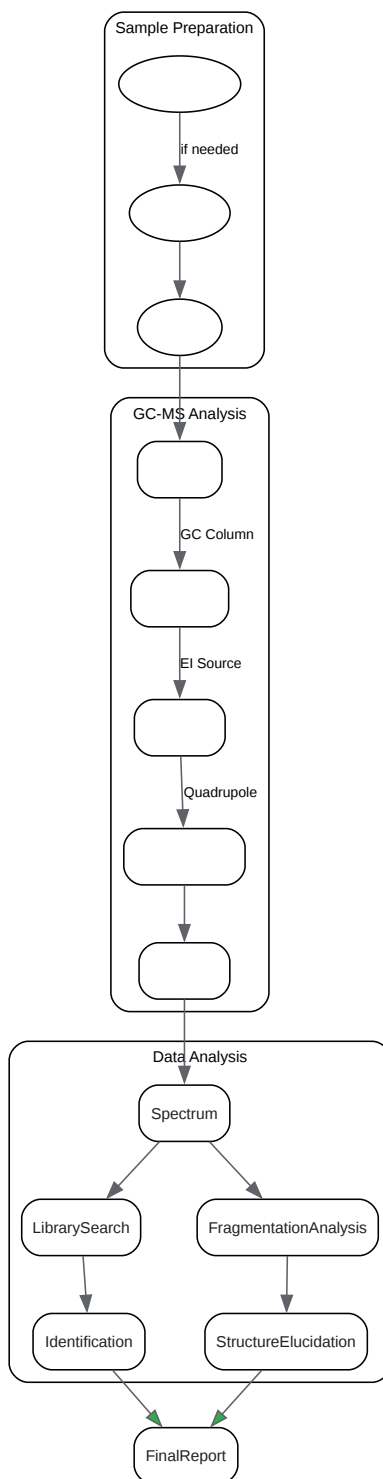 Sample Preparation
if needed
GC-MS Analysis
GC Column
EI Source
Quadrupole
Data Analysis
Spectrum
LibrarySearch
FragmentationAnalysis
Identification
StructureElucidation
FinalReport